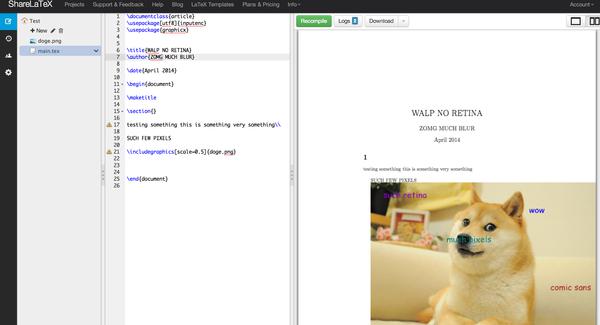 ShareLaTeX
Projects Support & Feedback Help Blog LaTeX Templates Plans & Pricing Info
Account
Test
New
doge.png
main.tex
1 \documentclass{article}
2 \usepackage[utf8]{inputenc}
3 \usepackage{graphicx}
4
5
6 \title{WALP NO RETINA}
7 \author{ZOMG MUCH BLUR}
8
9 \date{April 2014}
10
11 \begin{document}
12
13 \maketitle
14
15 \section{}
16
17 testing something this is something very something\\
18
19 SUCH FEW PIXELS
20
21 \includegraphics[scale=0.5]{doge.png}
22
23
24
25 \end{document}
26
Recompile Logs 2 Download
WALP NO RETINA
ZOMG MUCH BLUR
April 2014
1
testing something this is something very something
SUCH FEW PIXELS
such retina
wow
much pixels
comic sans